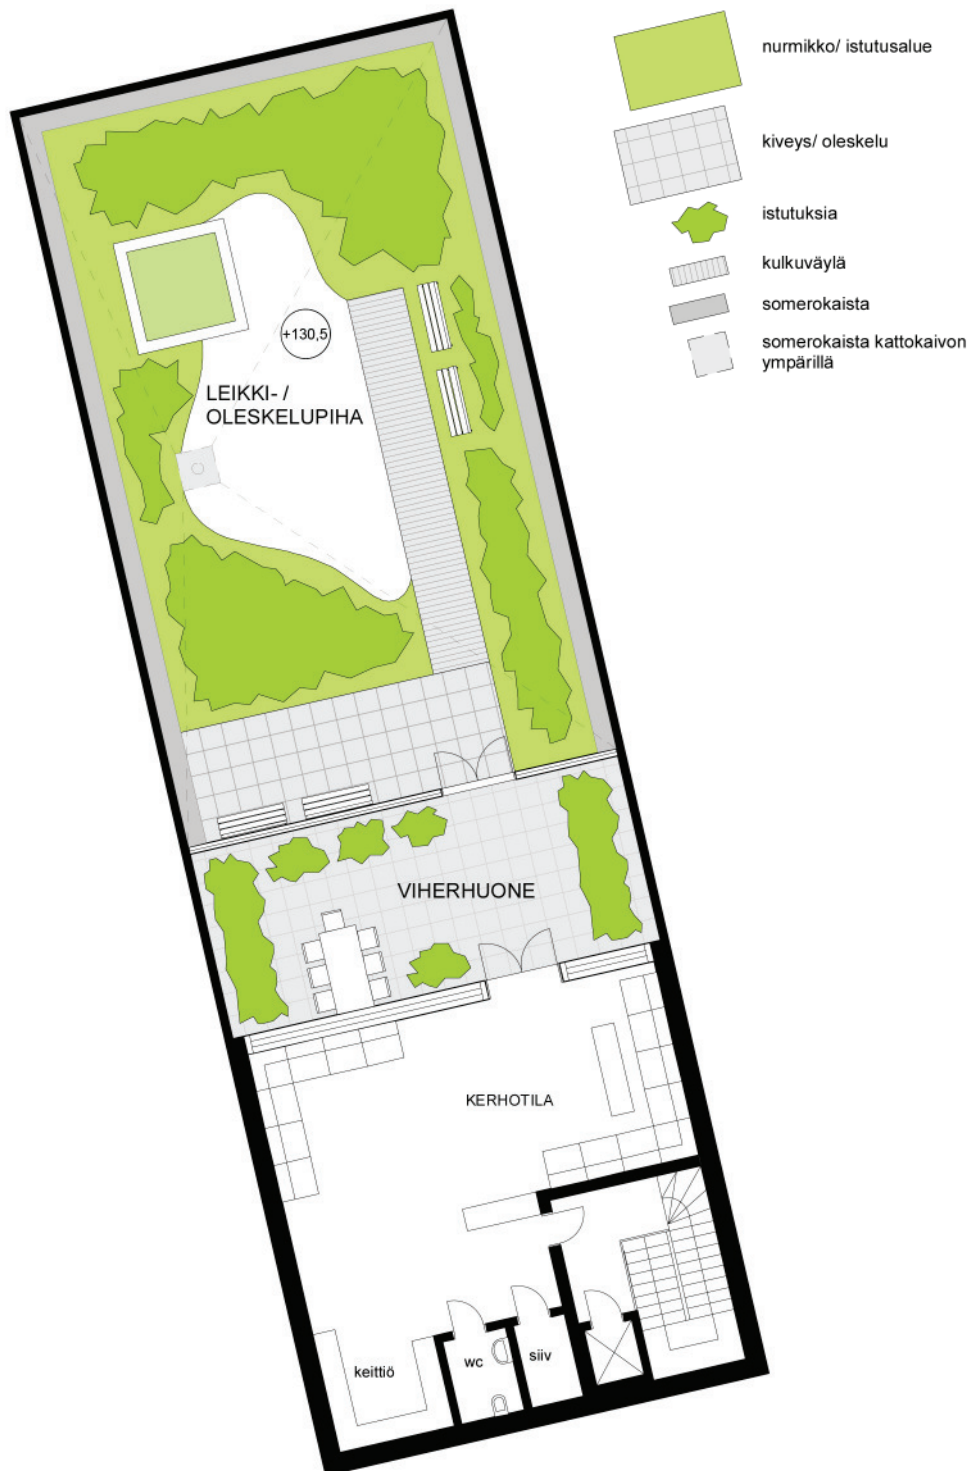 nurmikko/ istutusalue
kiveys/ oleskelu
istutuksia
kulkuväylä
somerokaista
somerokaista kattokaivon
ympärillä
+130,5
LEIKKI- /
OLESKELUPIHA
VIHERHUONE
KERHOTILA
keittiö
wc
siiv